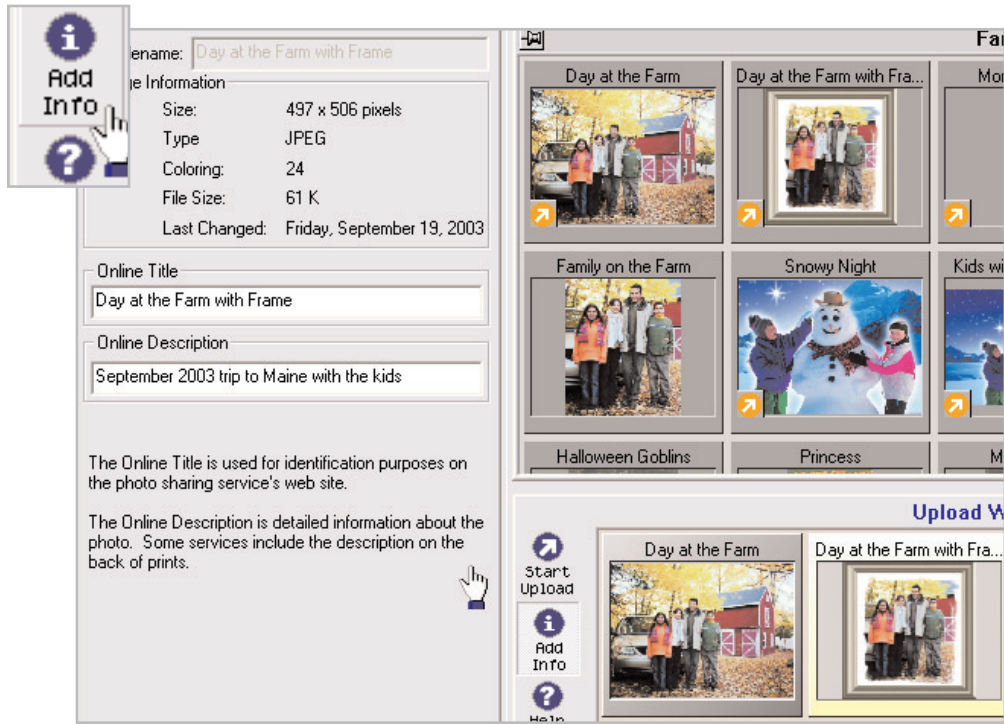 Add
Info
ename: Day at the Farm with Frame
e Information
Size: 497 x 506 pixels
Type JPEG
Coloring: 24
File Size: 61 K
Last Changed: Friday, September 19, 2003
Online Title
Day at the Farm with Frame
Online Description
September 2003 trip to Maine with the kids
The Online Title is used for identification purposes on
the photo sharing service's web site.
The Online Description is detailed information about the
photo. Some services include the description on the
back of prints.
Far
Day at the Farm
Day at the Farm with Fra...
Mo
Family on the Farm
Snowy Night
Kids wi
Halloween Goblins
Princess
M
Upload W
Start
Upload
Add
Info
Help
Day at the Farm
Day at the Farm with Fra...